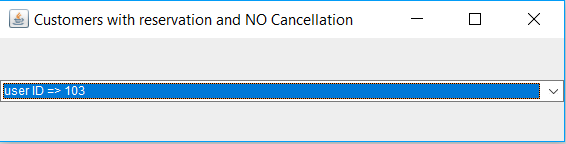 Customers with reservation and NO Cancellation
user ID => 103